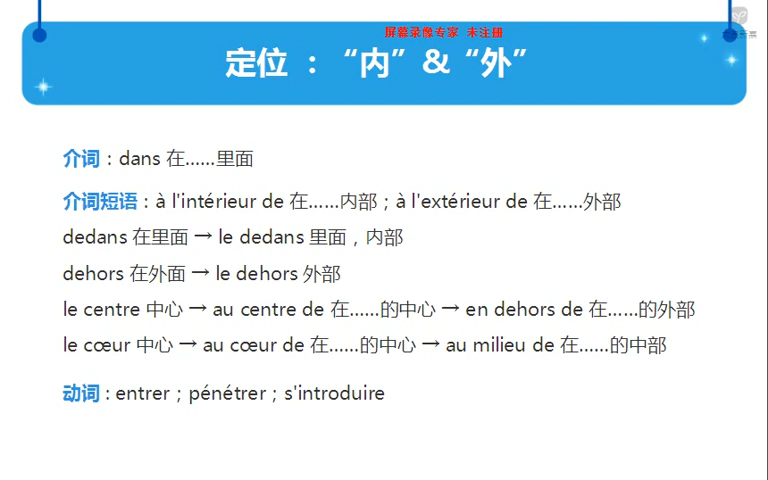 屏幕录像专家 未注册
定位 ：“内”&“外”
介词：dans 在……里面
介词短语：à l'intérieur de 在……内部；à l'extérieur de 在……外部
dedans 在里面 → le dedans 里面，内部
dehors 在外面 → le dehors 外部
le centre 中心 → au centre de 在……的中心 → en dehors de 在……的外部
le cœur 中心 → au cœur de 在……的中心 → au milieu de 在……的中部
动词：entrer；pénétrer；s'introduire